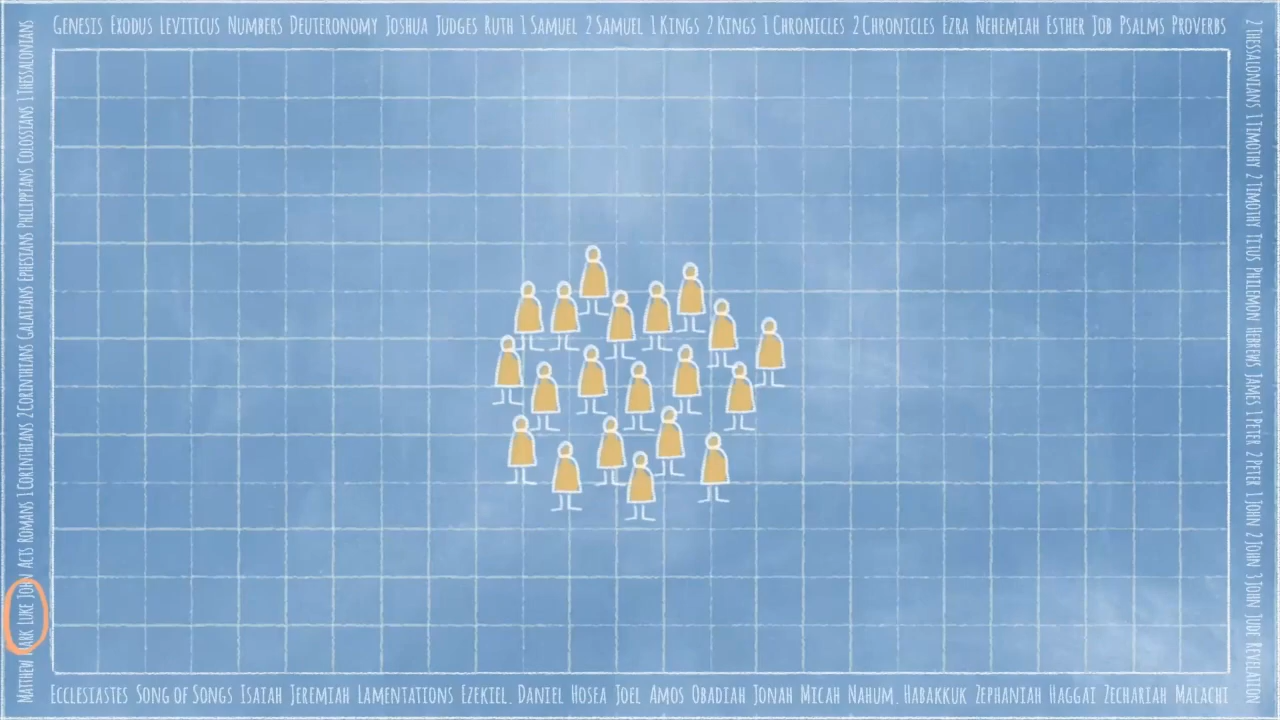 Genesis Exodus Leviticus Numbers Deuteronomy Joshua Judges Ruth 1 Samuel 2 Samuel 1 Kings 2 Kings 1 Chronicles 2 Chronicles Ezra Nehemiah Esther Job Psalms Proverbs
Ecclesiastes Song of Songs Isaiah Jeremiah Lamentations Ezekiel Daniel Hosea Joel Amos Obadiah Jonah Micah Nahum Habakkuk Zephaniah Haggai Zechariah Malachi
Matthew Mark Luke John Acts Romans 1 Corinthians 2 Corinthians Galatians Ephesians Philippians Colossians 1 Thessalonians
2 Thessalonians 1 Timothy 2 Timothy Titus Philemon Hebrews James 1 Peter 2 Peter 1 John 2 John 3 John Jude Revelation